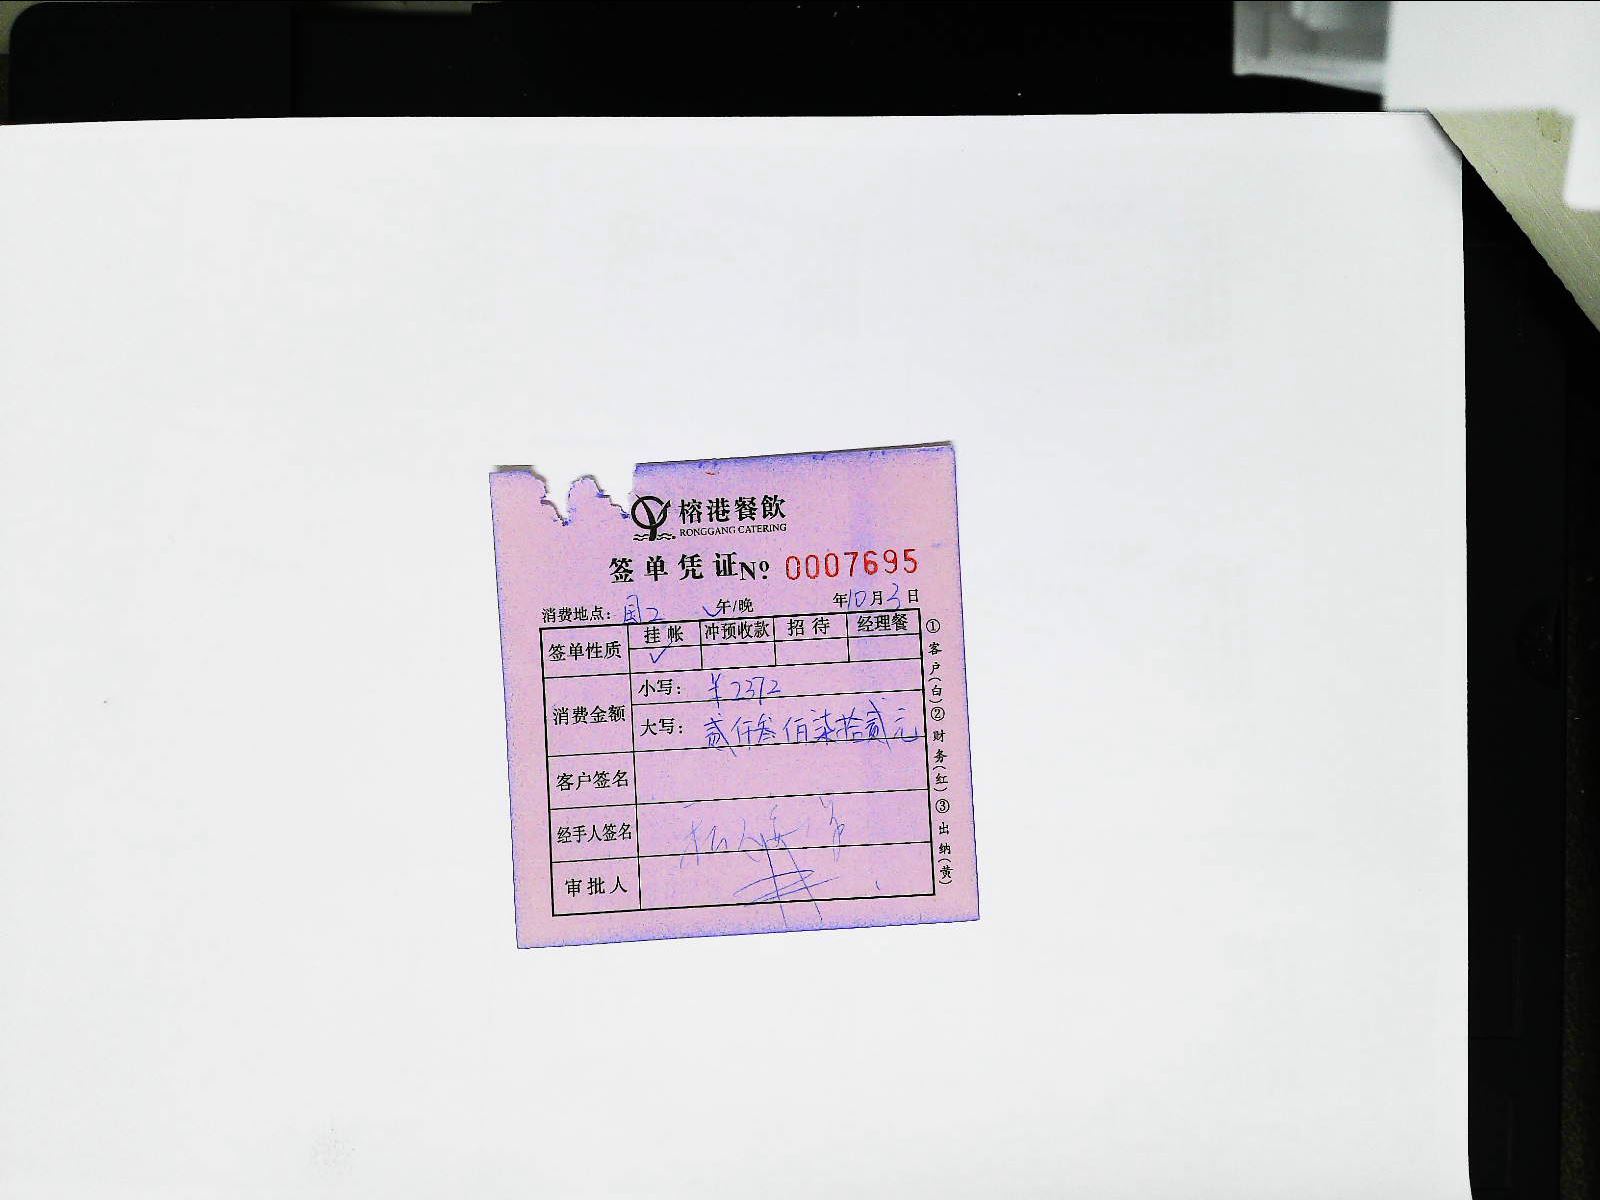 榕港餐飲
RONGGANG CATERING
签单凭证 Nº 0007695
消费地点: 国2 ✓午/晚 年10月3日
签单性质 挂帐 冲预收款 招待 经理餐
✓
消费金额 小写: ¥2372
大写: 贰仟叁佰柒拾贰元
客户签名
经手人签名
审批人
①客户(白)②财务(红)③出纳(黄)